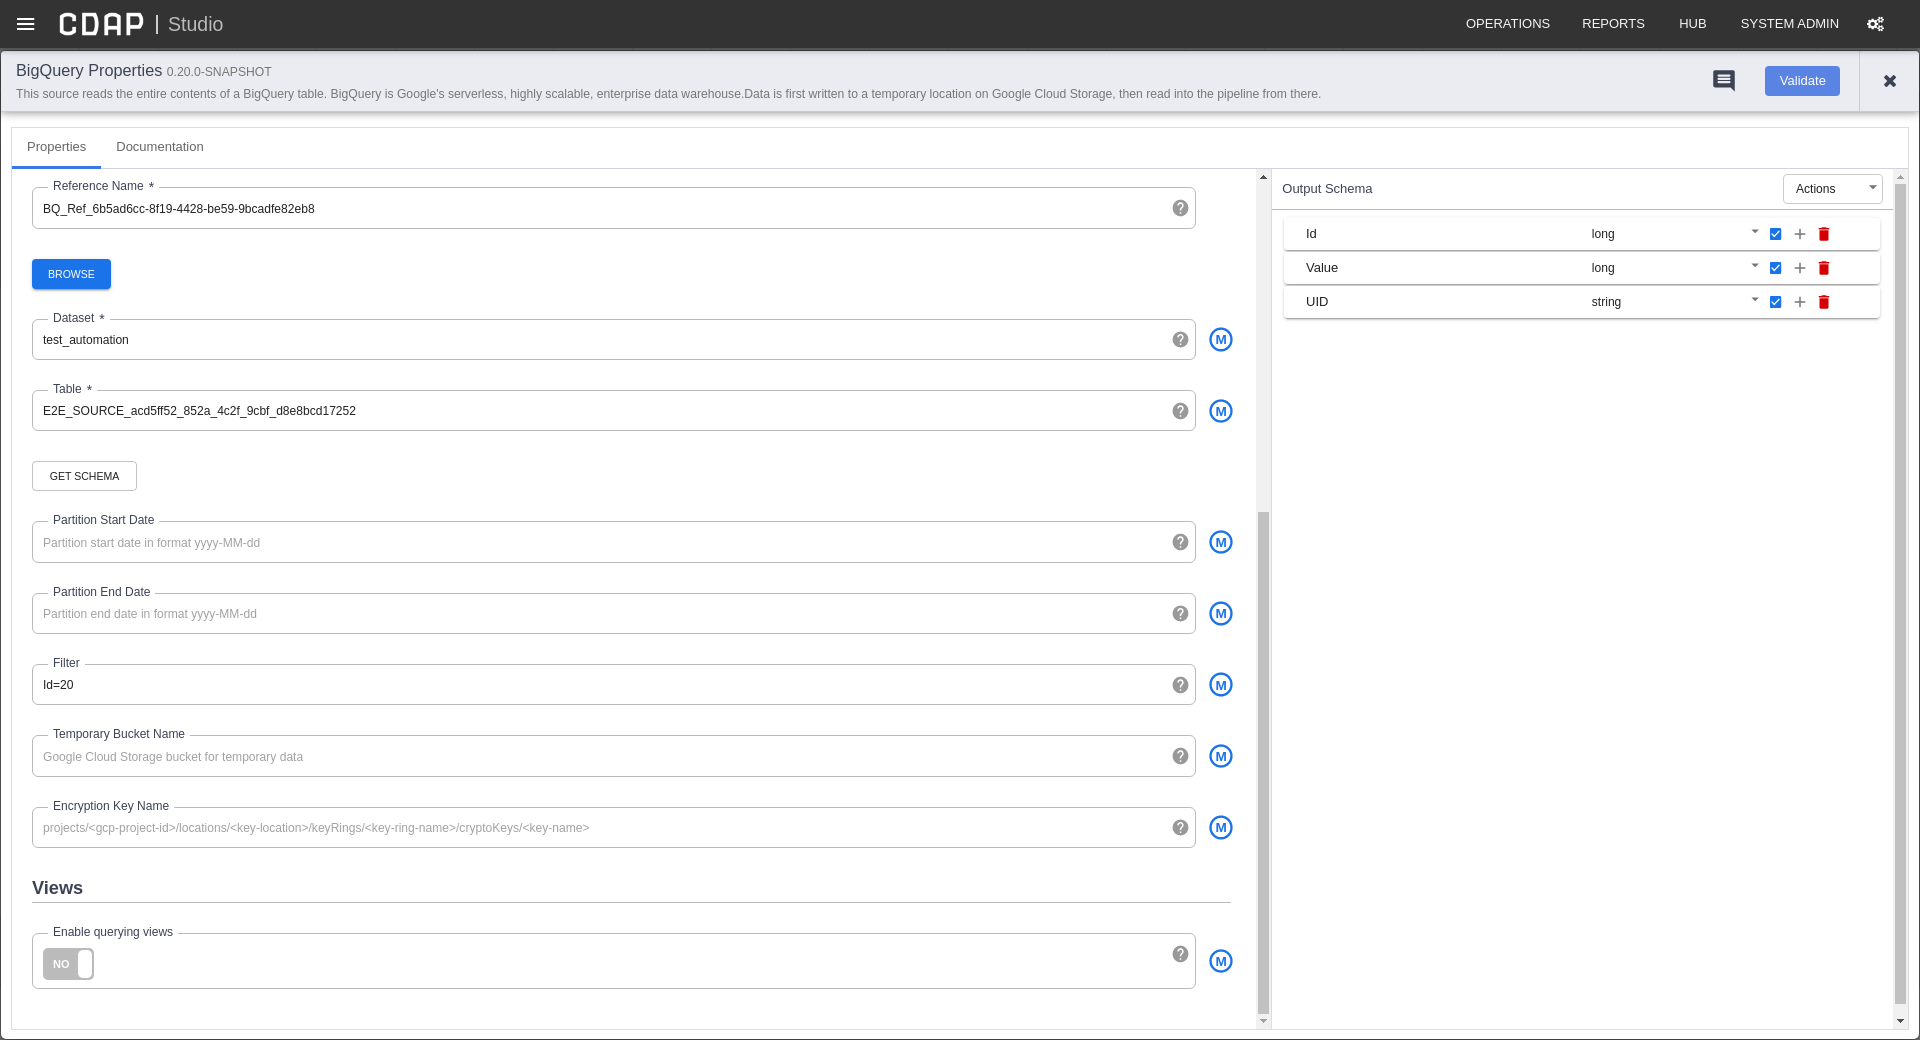 CDAP | Studio
OPERATIONS REPORTS HUB SYSTEM ADMIN
BigQuery Properties 0.20.0-SNAPSHOT
This source reads the entire contents of a BigQuery table. BigQuery is Google's serverless, highly scalable, enterprise data warehouse.Data is first written to a temporary location on Google Cloud Storage, then read into the pipeline from there.
Validate
Properties Documentation
Reference Name *
BQ_Ref_6b5ad6cc-8f19-4428-be59-9bcadfe82eb8
BROWSE
Dataset *
test_automation
M
Table *
E2E_SOURCE_acd5ff52_852a_4c2f_9cbf_d8e8bcd17252
M
GET SCHEMA
Partition Start Date
Partition start date in format yyyy-MM-dd
M
Partition End Date
Partition end date in format yyyy-MM-dd
M
Filter
Id=20
M
Temporary Bucket Name
Google Cloud Storage bucket for temporary data
M
Encryption Key Name
projects/<gcp-project-id>/locations/<key-location>/keyRings/<key-ring-name>/cryptoKeys/<key-name>
M
Views
Enable querying views
NO
M
Output Schema
Actions
Id long
Value long
UID string